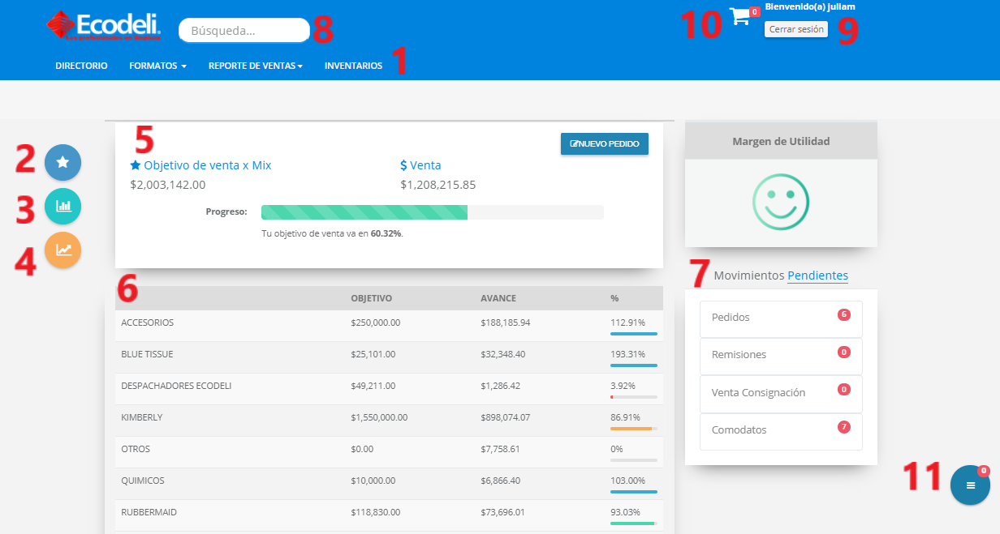 Ecodeli
Búsqueda...
8
10
0
Bienvenido(a) juliam
Cerrar sesión
9
DIRECTORIO FORMATOS REPORTE DE VENTAS INVENTARIOS
1
2
3
4
5
NUEVO PEDIDO
Objetivo de venta x Mix
$2,003,142.00
$ Venta
$1,208,215.85
Progreso:
Tu objetivo de venta va en 60.32%.
Margen de Utilidad
6
OBJETIVO AVANCE %
ACCESORIOS $250,000.00 $188,185.94 112.91%
BLUE TISSUE $25,101.00 $32,348.40 193.31%
DESPACHADORES ECODELI $49,211.00 $1,286.42 3.92%
KIMBERLY $1,550,000.00 $898,074.07 86.91%
OTROS $0.00 $7,758.61 0%
QUIMICOS $10,000.00 $6,866.40 103.00%
RUBBERMAID $118,830.00 $73,696.01 93.03%
7
Movimientos Pendientes
Pedidos 6
Remisiones 0
Venta Consignación 0
Comodatos 7
11
0